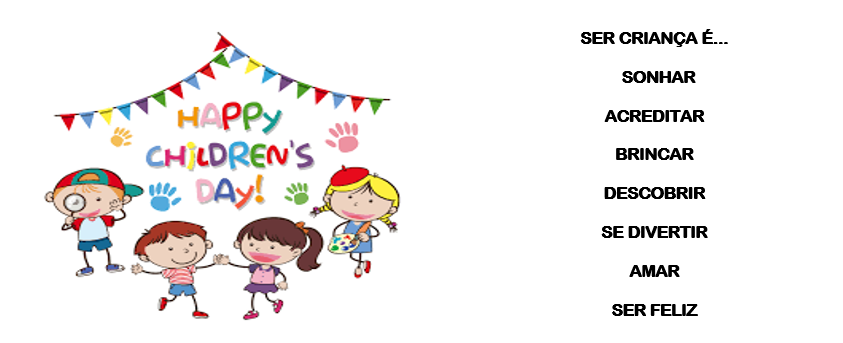 HAPPY
CHiLDREN'S
DAY!
SER CRIANÇA É...
SONHAR
ACREDITAR
BRINCAR
DESCOBRIR
SE DIVERTIR
AMAR
SER FELIZ